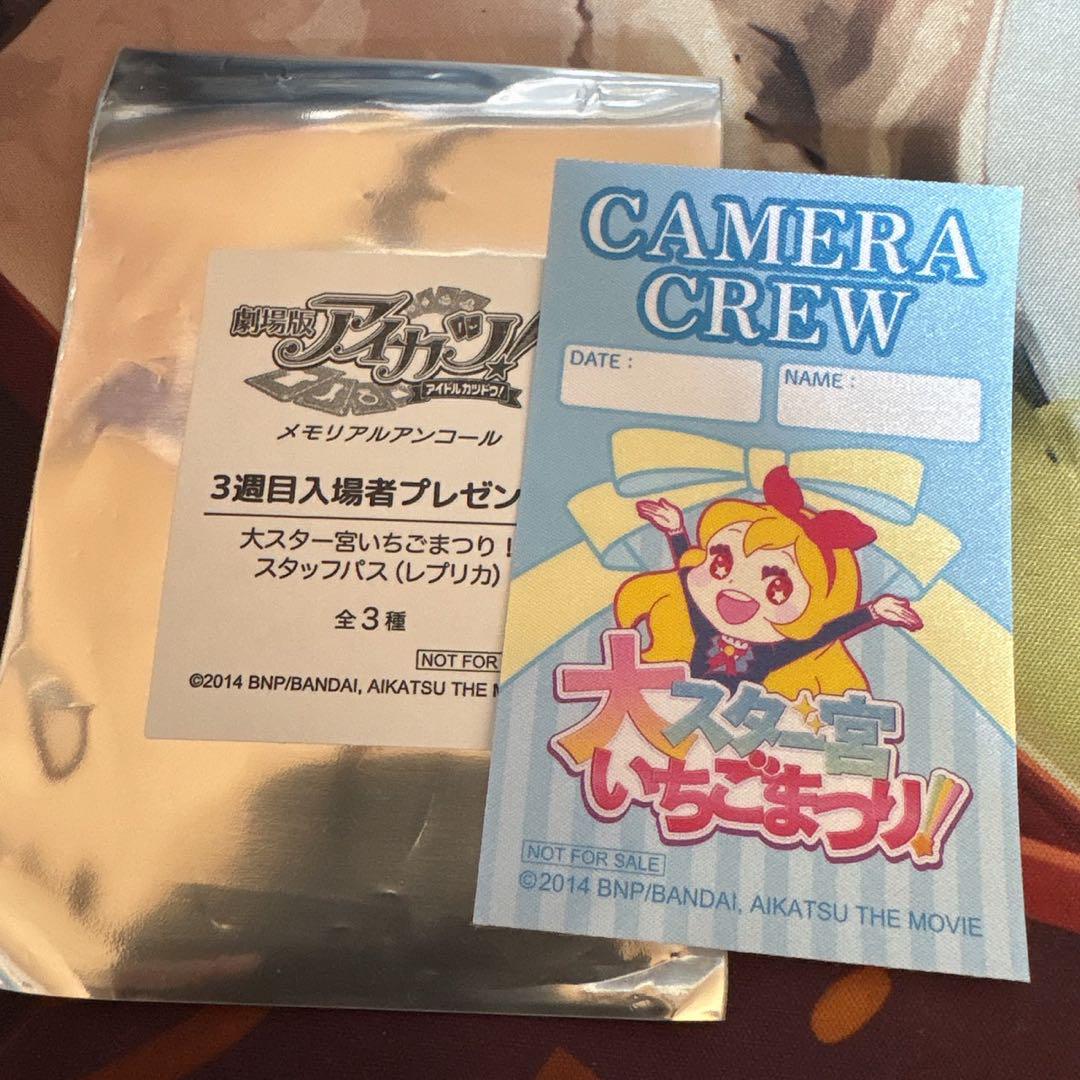 劇場版 アイカツ!
アイドルカツドウ!
メモリアルアンコール
3週目入場者プレゼン
大スター宮いちごまつり!
スタッフパス(レプリカ)
全3種
NOT FOR
©2014 BNP/BANDAI, AIKATSU THE
CAMERA
CREW
DATE :
NAME :
大スター宮
いちごまつり!!
NOT FOR SALE
©2014 BNP/BANDAI, AIKATSU THE MOVIE